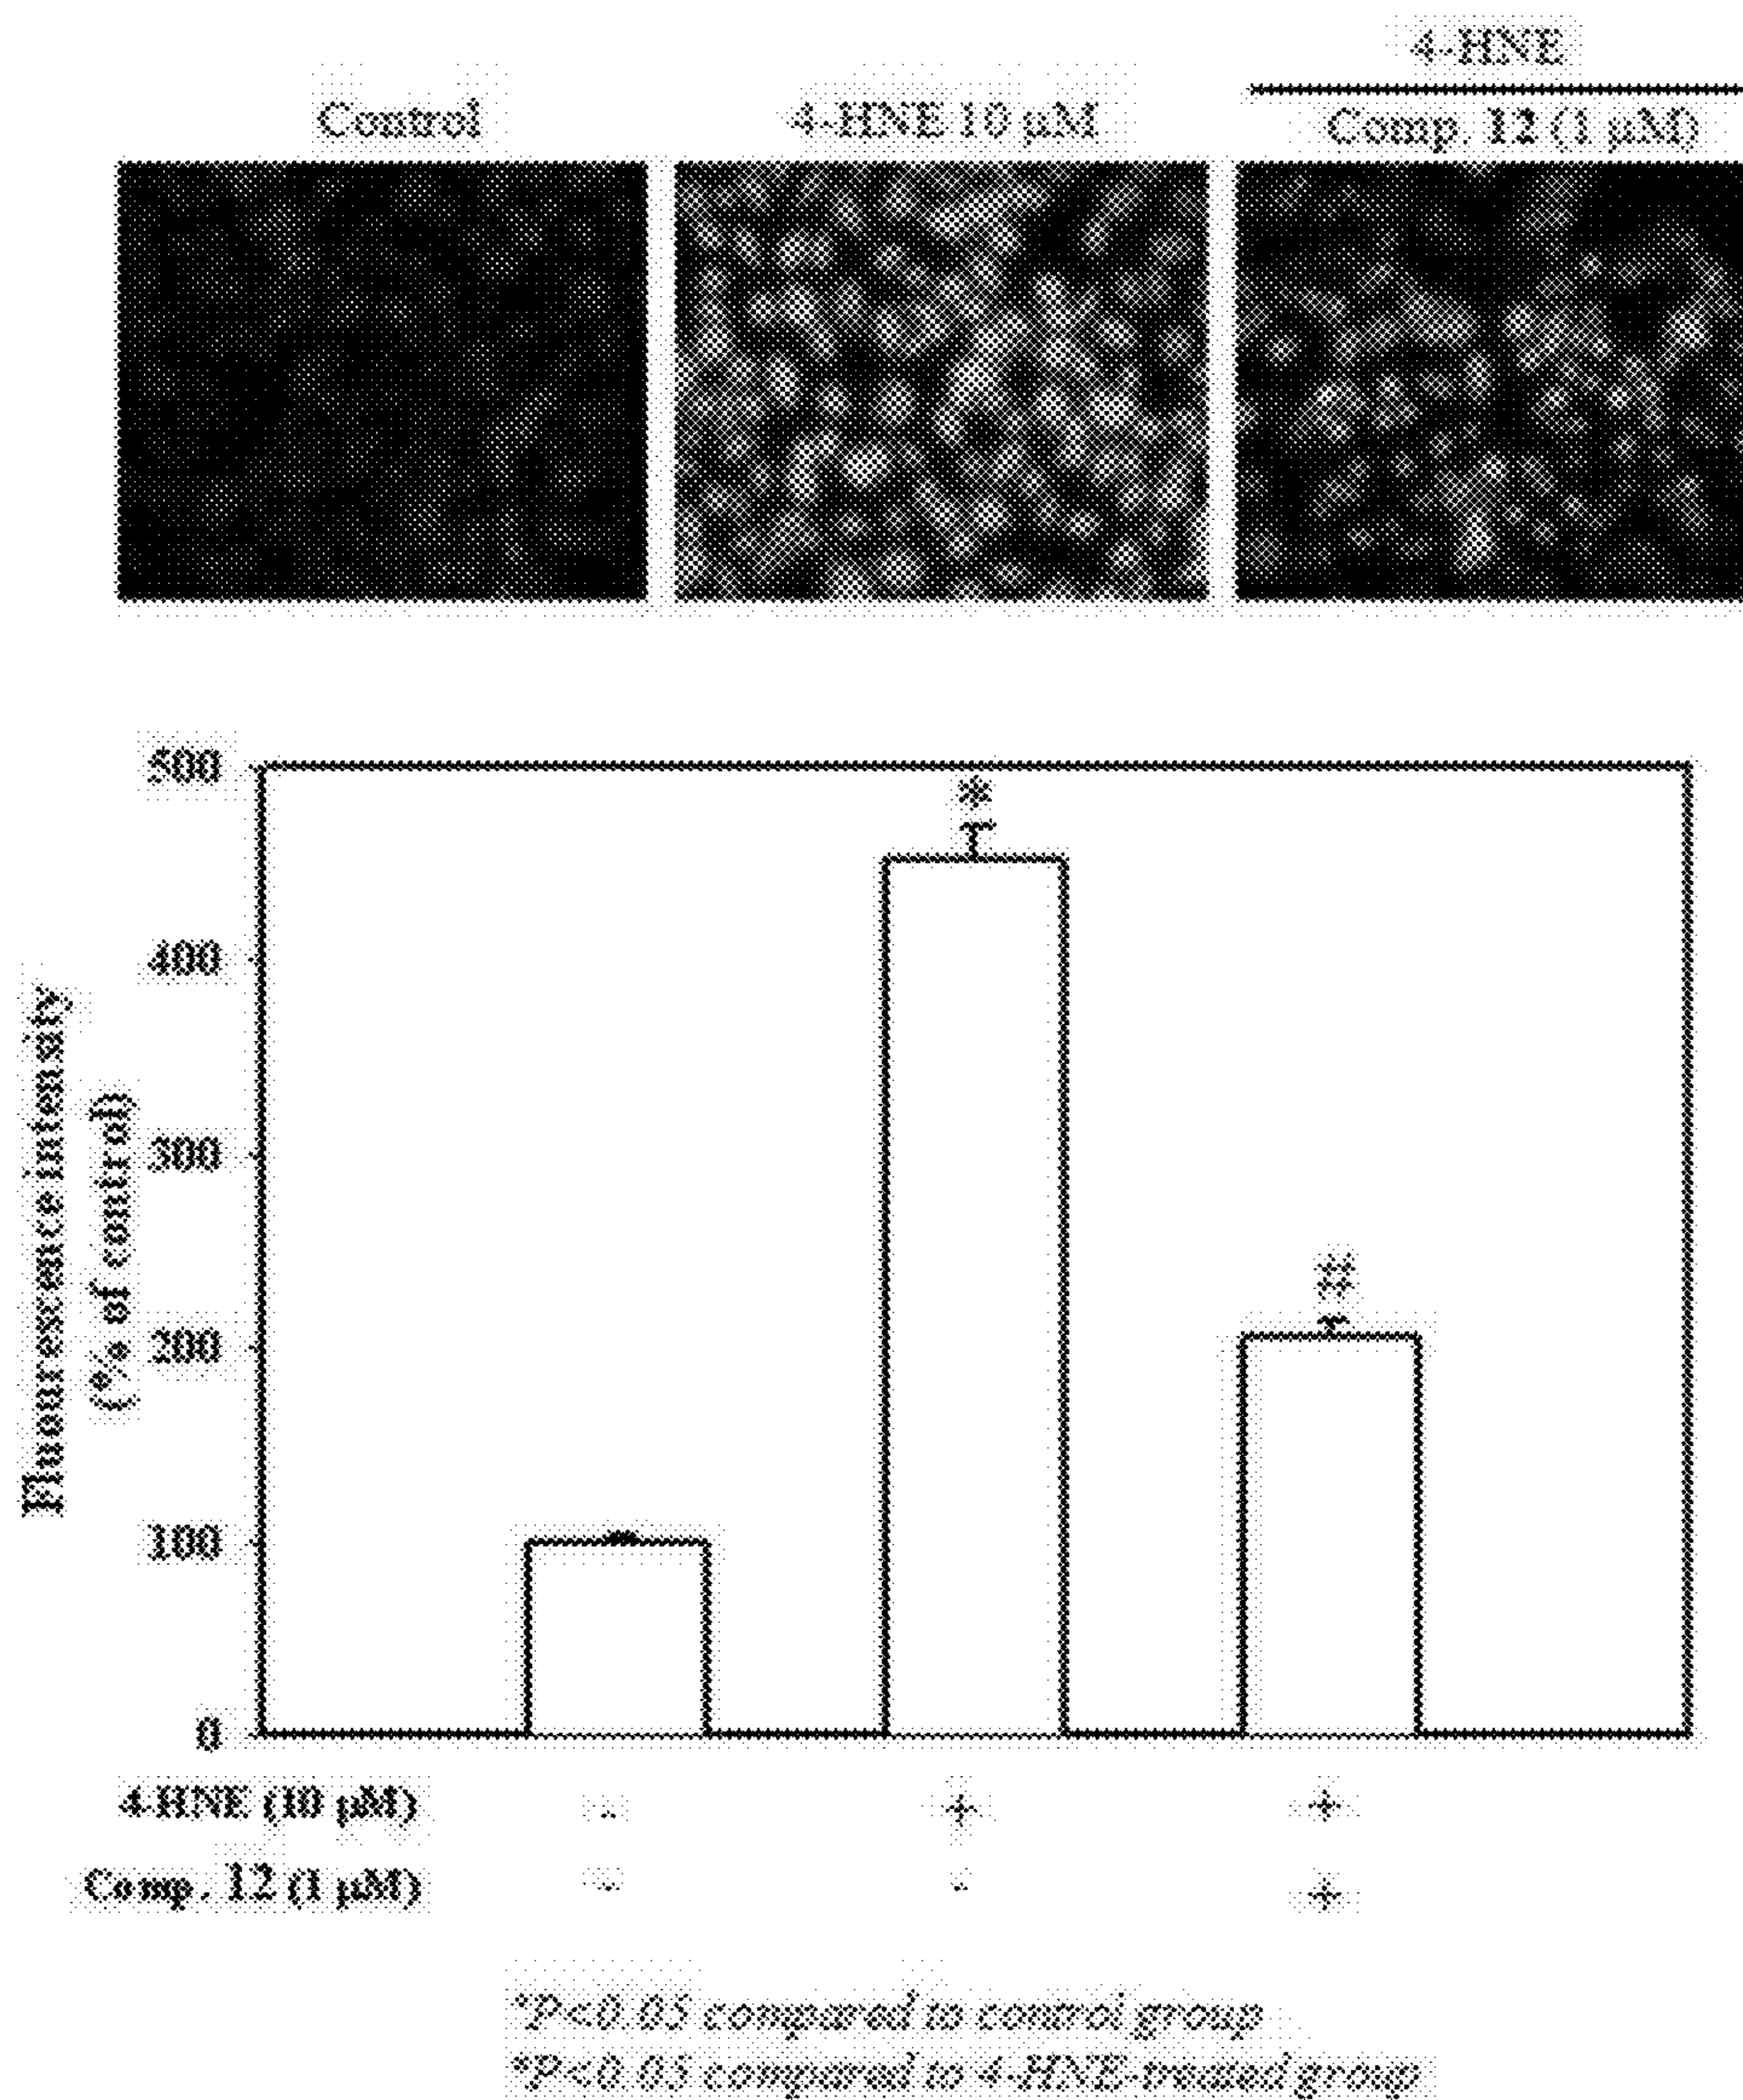 4-HNE
Control
4-HNE 10 μM
Comp. 12 (1 μM)
500
400
300
200
100
0
Fluorescence intensity
(% of control)
*
#
4-HNE (10 μM) - + +
Comp. 12 (1 μM) - - +
*P<0.05 compared to control group
#P<0.05 compared to 4-HNE-treated group